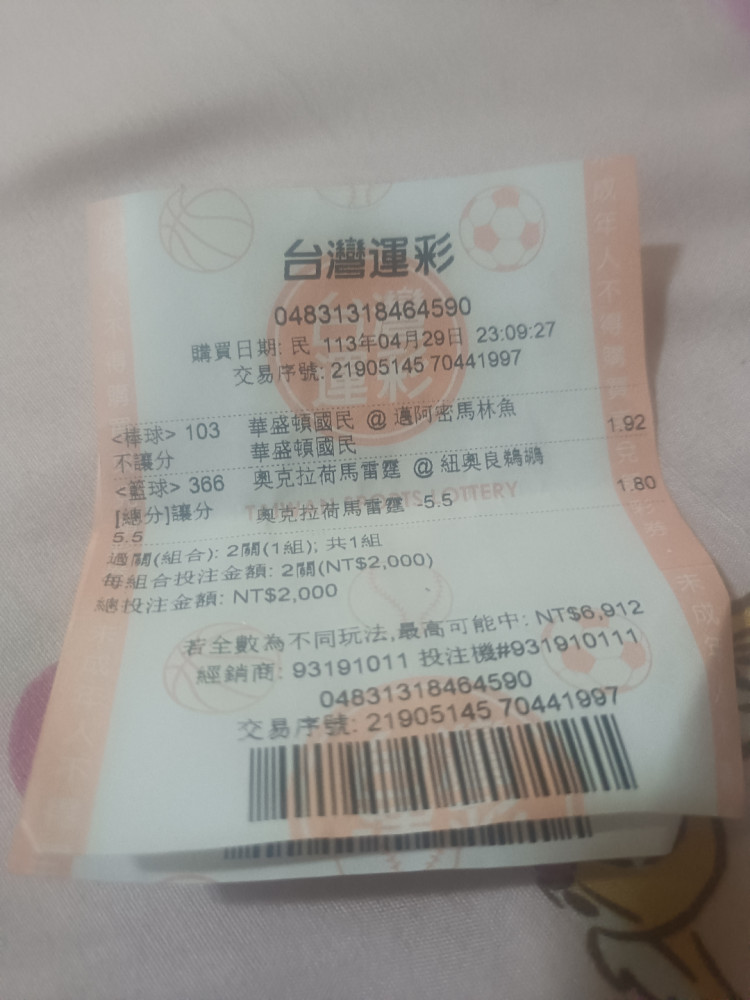 台灣運彩
04831318464590
購買日期: 民 113年04月29日 23:09:27
交易序號: 21905145 70441997
<棒球> 103 華盛頓國民 @ 邁阿密馬林魚
不讓分 華盛頓國民 1.92
<籃球> 366 奧克拉荷馬雷霆 @ 紐奧良鵜鶘
[總分]讓分 奧克拉荷馬雷霆 -5.5 1.80
5.5
TAIWAN SPORTS LOTTERY
過關(組合): 2關(1組); 共1組
每組合投注金額: 2關(NT$2,000)
總投注金額: NT$2,000
若全數為不同玩法,最高可能中: NT$6,912
經銷商: 93191011 投注機#931910111
04831318464590
交易序號: 21905145 70441997